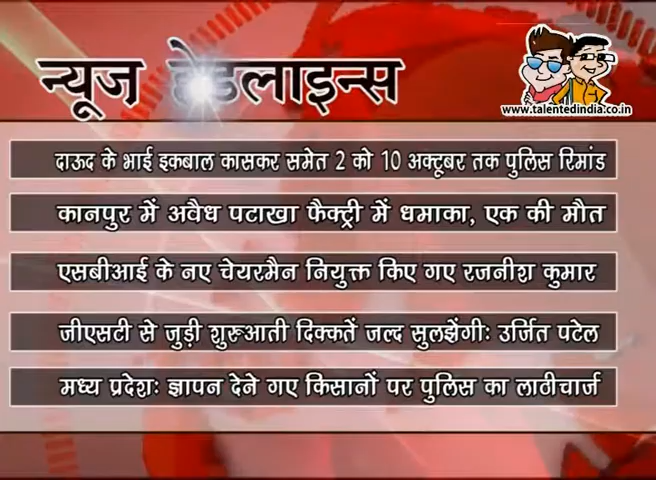 न्यूज़ हेडलाइन्स
www.talentedindia.co.in
दाऊद के भाई इकबाल कासकर समेत 2 को 10 अक्टूबर तक पुलिस रिमांड
कानपुर में अवैध पटाखा फैक्ट्री में धमाका, एक की मौत
एसबीआई के नए चेयरमैन नियुक्त किए गए रजनीश कुमार
जीएसटी से जुड़ी शुरूआती दिक्कतें जल्द सुलझेंगीः उर्जित पटेल
मध्य प्रदेशः ज्ञापन देने गए किसानों पर पुलिस का लाठीचार्ज